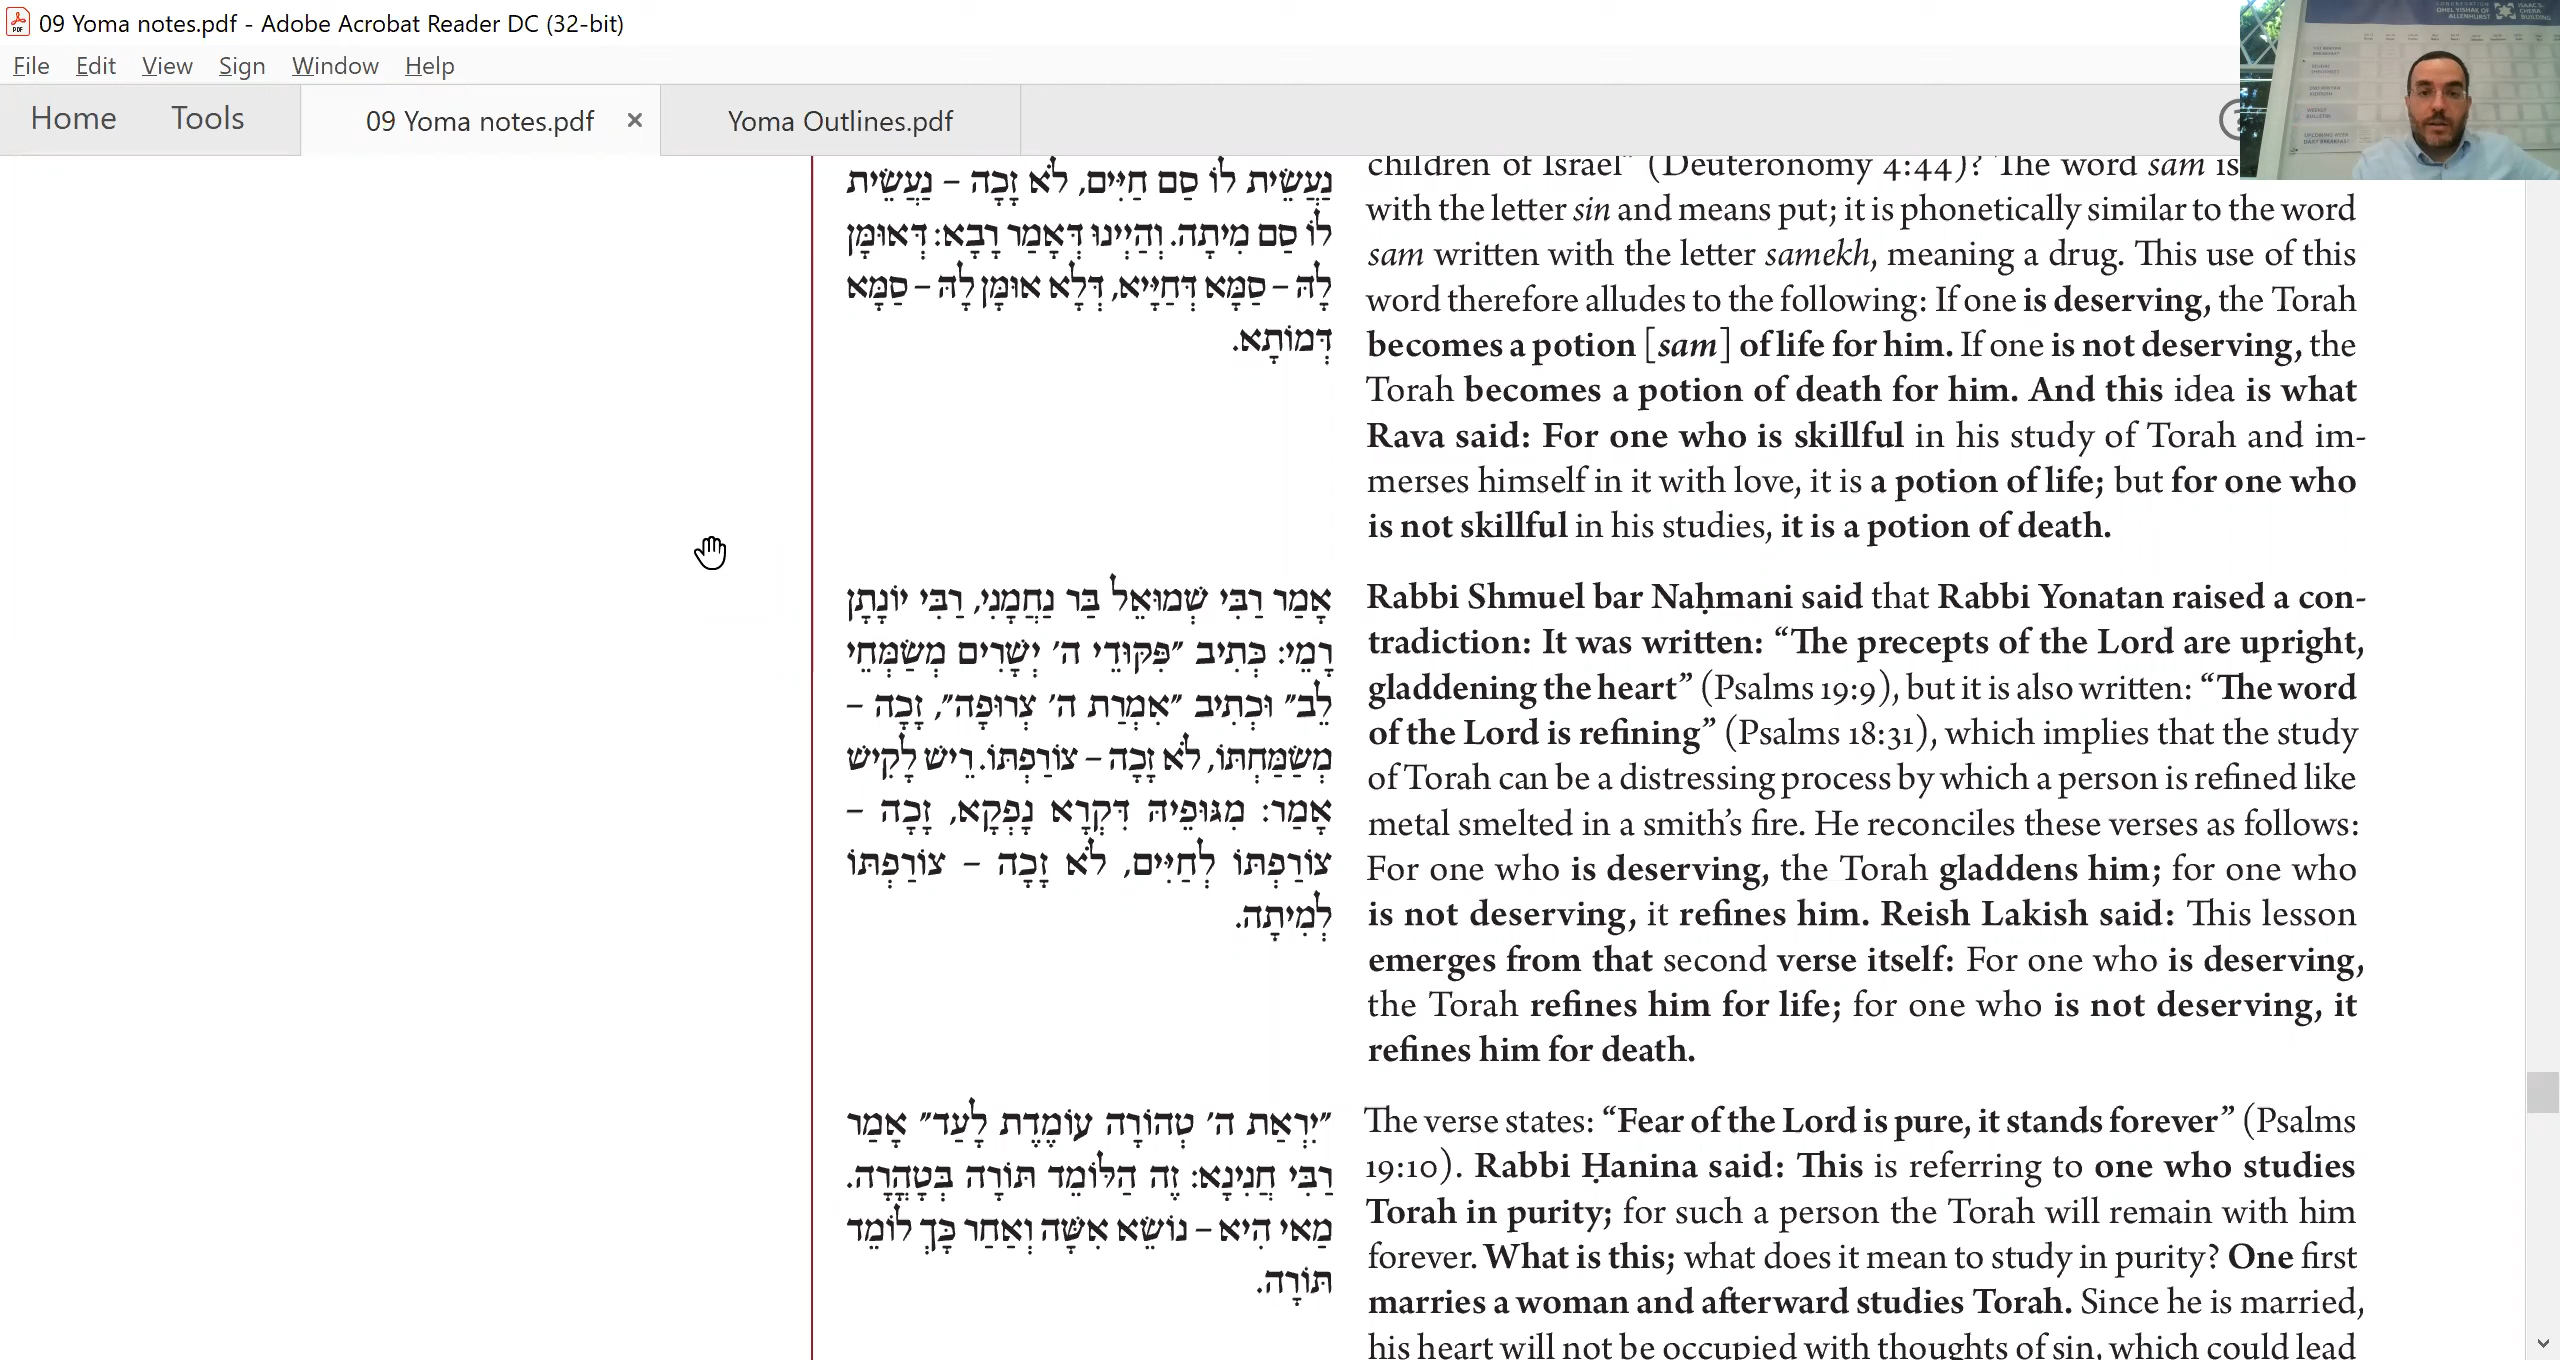 09 Yoma notes.pdf - Adobe Acrobat Reader DC (32-bit)
File Edit View Sign Window Help
Home Tools 09 Yoma notes.pdf × Yoma Outlines.pdf
נַעֲשֵׂית לוֹ סַם חַיִּים, לֹא זָכָה – נַעֲשֵׂית
לוֹ סַם מִיתָה. וְהַיְינוּ דְּאָמַר רָבָא: דְּאוּמָּן
לָהּ – סַמָּא דְּחַיָּיא, דְּלָא אוּמָּן לָהּ – סַמָּא
דְּמוֹתָא.
אָמַר רַבִּי שְׁמוּאֵל בַּר נַחֲמָנִי, רַבִּי יוֹנָתָן
רָמֵי: כְּתִיב ״פִּקּוּדֵי ה׳ יְשָׁרִים מְשַׂמְּחֵי
לֵב״ וּכְתִיב ״אִמְרַת ה׳ צְרוּפָה״, זָכָה –
מְשַׂמַּחְתּוֹ, לֹא זָכָה – צוֹרַפְתּוֹ. רֵישׁ לָקִישׁ
אָמַר: מִגּוּפֵיהּ דִּקְרָא נָפְקָא, זָכָה –
צוֹרַפְתּוֹ לְחַיִּים, לֹא זָכָה – צוֹרַפְתּוֹ
לְמִיתָה.
״יִרְאַת ה׳ טְהוֹרָה עוֹמֶדֶת לָעַד״ אָמַר
רַבִּי חֲנִינָא: זֶה הַלּוֹמֵד תּוֹרָה בְּטָהֳרָה.
מַאי הִיא – נוֹשֵׂא אִשָּׁה וְאַחַר כָּךְ לוֹמֵד
תּוֹרָה.
children of Israel” (Deuteronomy 4:44)? The word sam is
with the letter sin and means put; it is phonetically similar to the word
sam written with the letter samekh, meaning a drug. This use of this
word therefore alludes to the following: If one is deserving, the Torah
becomes a potion [sam] of life for him. If one is not deserving, the
Torah becomes a potion of death for him. And this idea is what
Rava said: For one who is skillful in his study of Torah and im-
merses himself in it with love, it is a potion of life; but for one who
is not skillful in his studies, it is a potion of death.
Rabbi Shmuel bar Naḥmani said that Rabbi Yonatan raised a con-
tradiction: It was written: “The precepts of the Lord are upright,
gladdening the heart” (Psalms 19:9), but it is also written: “The word
of the Lord is refining” (Psalms 18:31), which implies that the study
of Torah can be a distressing process by which a person is refined like
metal smelted in a smith’s fire. He reconciles these verses as follows:
For one who is deserving, the Torah gladdens him; for one who
is not deserving, it refines him. Reish Lakish said: This lesson
emerges from that second verse itself: For one who is deserving,
the Torah refines him for life; for one who is not deserving, it
refines him for death.
The verse states: “Fear of the Lord is pure, it stands forever” (Psalms
19:10). Rabbi Ḥanina said: This is referring to one who studies
Torah in purity; for such a person the Torah will remain with him
forever. What is this; what does it mean to study in purity? One first
marries a woman and afterward studies Torah. Since he is married,
his heart will not be occupied with thoughts of sin, which could lead